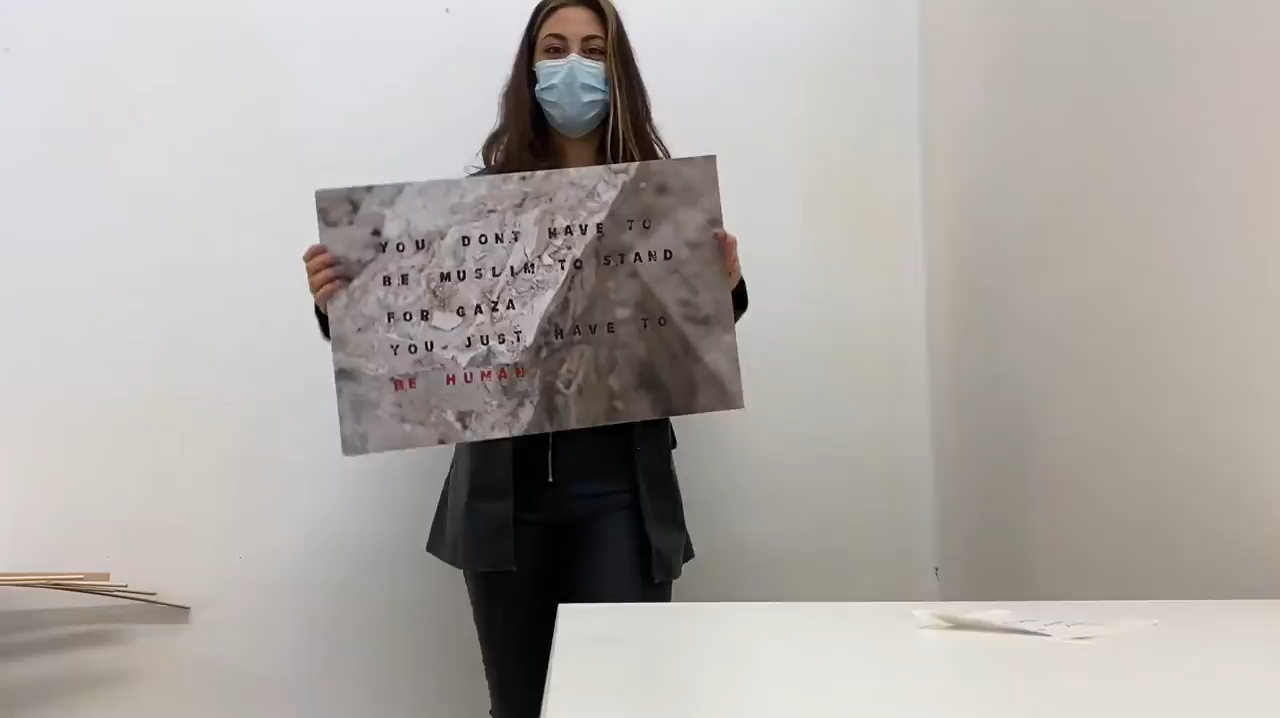 YOU DONT HAVE TO
BE MUSLIM TO STAND
FOR GAZA
YOU JUST HAVE TO
BE HUMAN